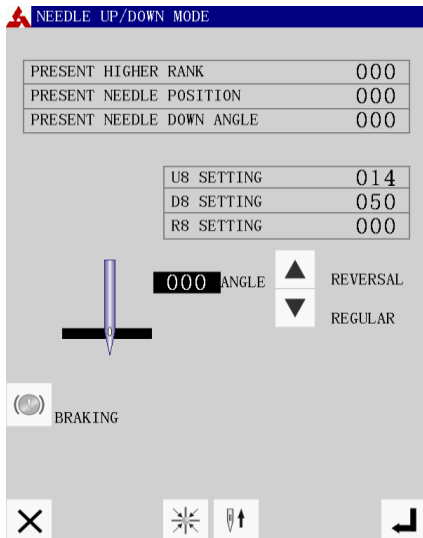 NEEDLE UP/DOWN MODE
PRESENT HIGHER RANK 000
PRESENT NEEDLE POSITION 000
PRESENT NEEDLE DOWN ANGLE 000
U8 SETTING 014
D8 SETTING 050
R8 SETTING 000
000 ANGLE REVERSAL
REGULAR
BRAKING